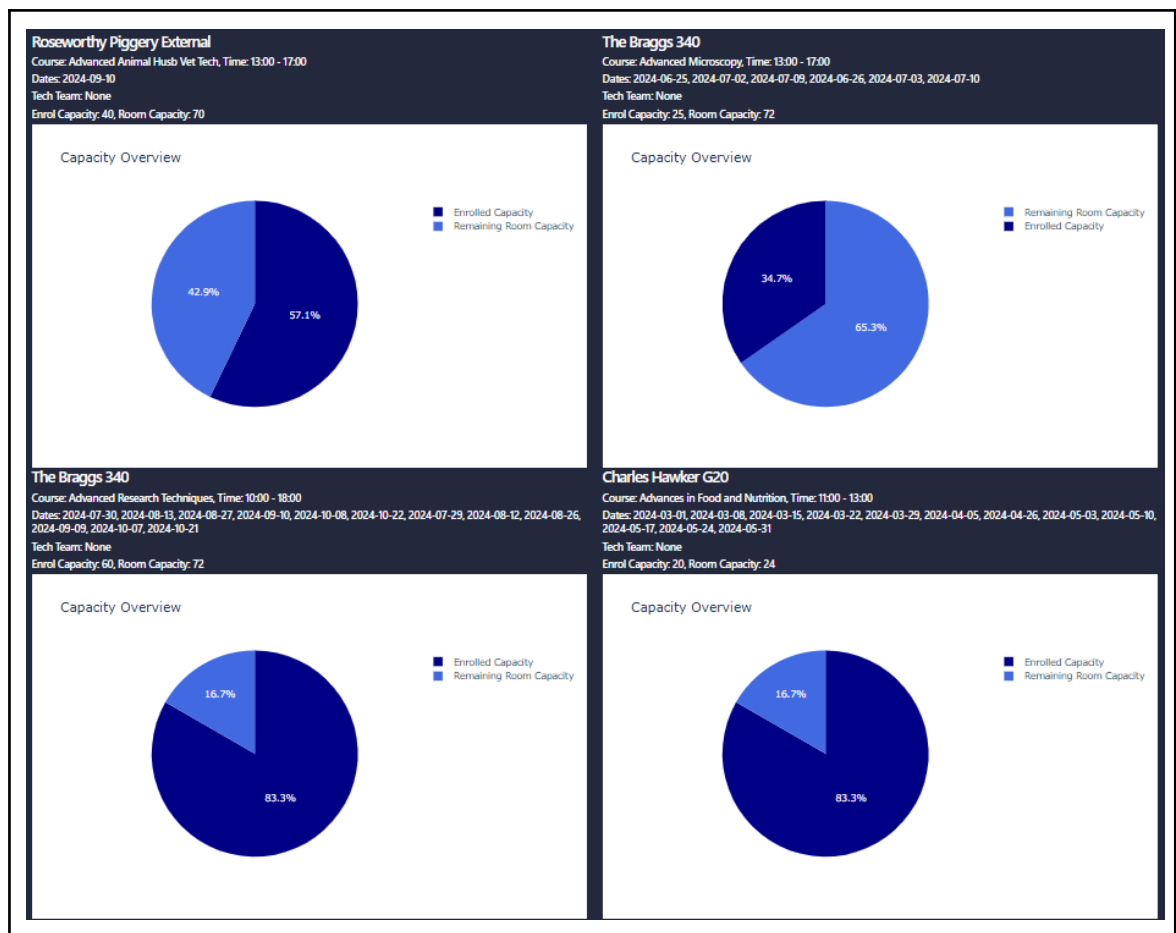 Roseworthy Piggery External
Course: Advanced Animal Husb Vet Tech, Time: 13:00 - 17:00
Dates: 2024-09-10
Tech Team: None
Enrol Capacity: 40, Room Capacity: 70
Capacity Overview
Enrolled Capacity
Remaining Room Capacity
42.9%
57.1%
The Braggs 340
Course: Advanced Microscopy, Time: 13:00 - 17:00
Dates: 2024-06-25, 2024-07-02, 2024-07-09, 2024-06-26, 2024-07-03, 2024-07-10
Tech Team: None
Enrol Capacity: 25, Room Capacity: 72
Capacity Overview
Remaining Room Capacity
Enrolled Capacity
34.7%
65.3%
The Braggs 340
Course: Advanced Research Techniques, Time: 10:00 - 18:00
Dates: 2024-07-30, 2024-08-13, 2024-08-27, 2024-09-10, 2024-10-08, 2024-10-22, 2024-07-29, 2024-08-12, 2024-08-26,
2024-09-09, 2024-10-07, 2024-10-21
Tech Team: None
Enrol Capacity: 60, Room Capacity: 72
Capacity Overview
Enrolled Capacity
Remaining Room Capacity
16.7%
83.3%
Charles Hawker G20
Course: Advances in Food and Nutrition, Time: 11:00 - 13:00
Dates: 2024-03-01, 2024-03-08, 2024-03-15, 2024-03-22, 2024-03-29, 2024-04-05, 2024-04-26, 2024-05-03, 2024-05-10,
2024-05-17, 2024-05-24, 2024-05-31
Tech Team: None
Enrol Capacity: 20, Room Capacity: 24
Capacity Overview
Enrolled Capacity
Remaining Room Capacity
16.7%
83.3%